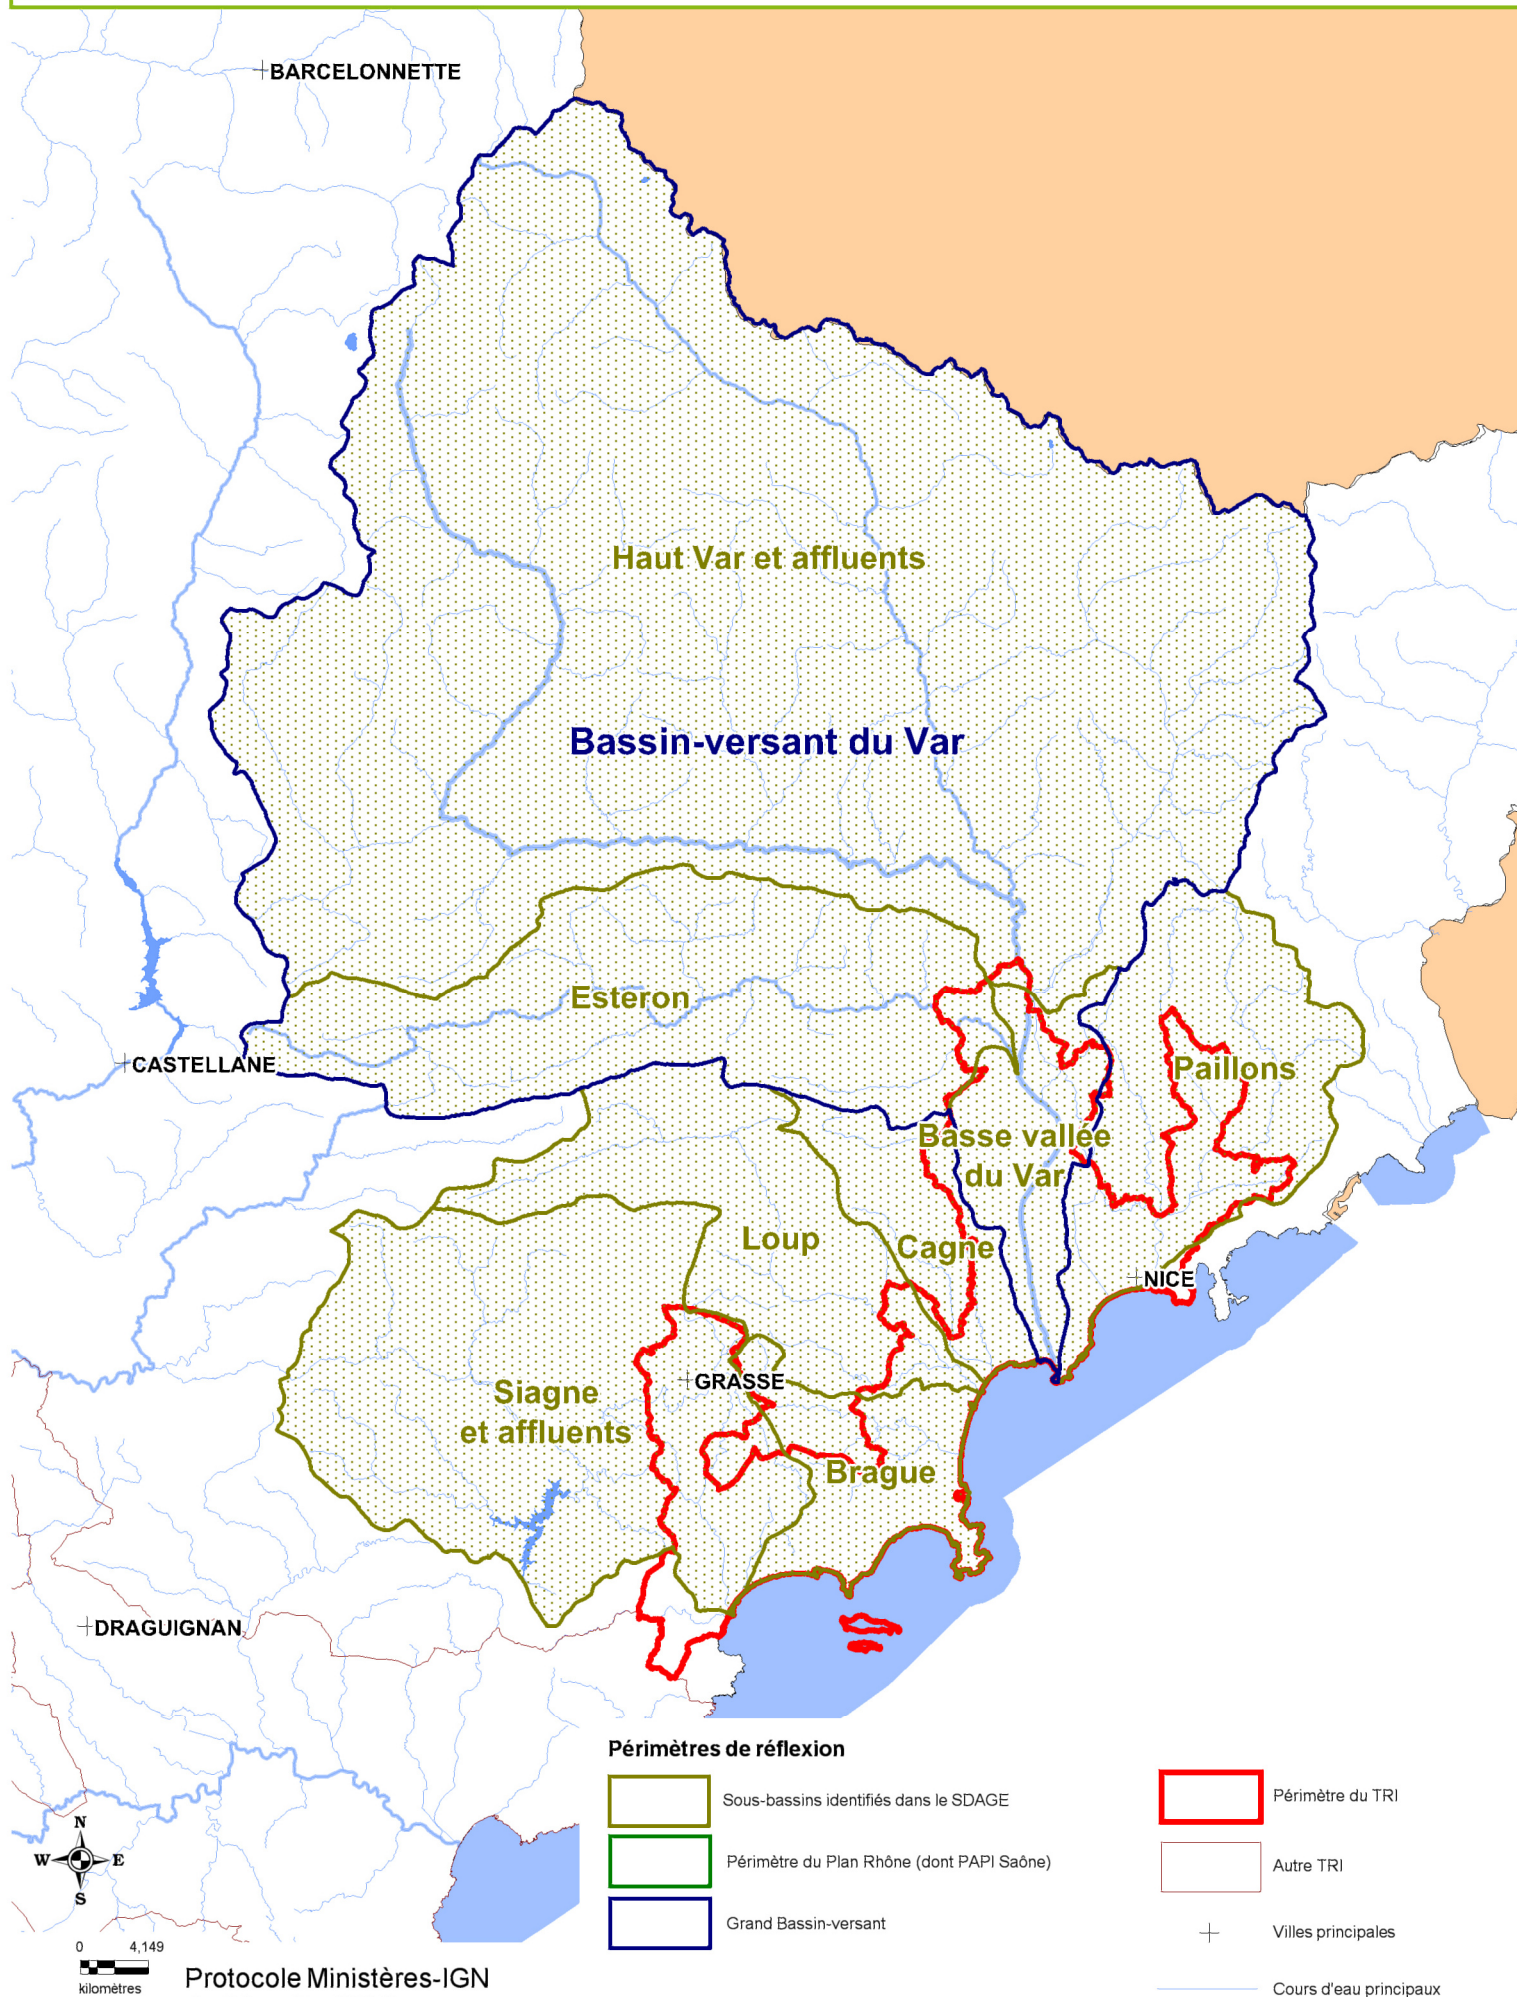 BARCELONNETTE
Haut Var et affluents
Bassin-versant du Var
Esteron
CASTELLANE
Paillons
Basse vallée
du Var
Loup
Cagne
NICE
GRASSE
Siagne
et affluents
Brague
DRAGUIGNAN
Périmètres de réflexion
Sous-bassins identifiés dans le SDAGE
Périmètre du Plan Rhône (dont PAPI Saône)
Grand Bassin-versant
Périmètre du TRI
Autre TRI
Villes principales
Cours d'eau principaux
N
W E
S
0 4,149
kilomètres
Protocole Ministères-IGN